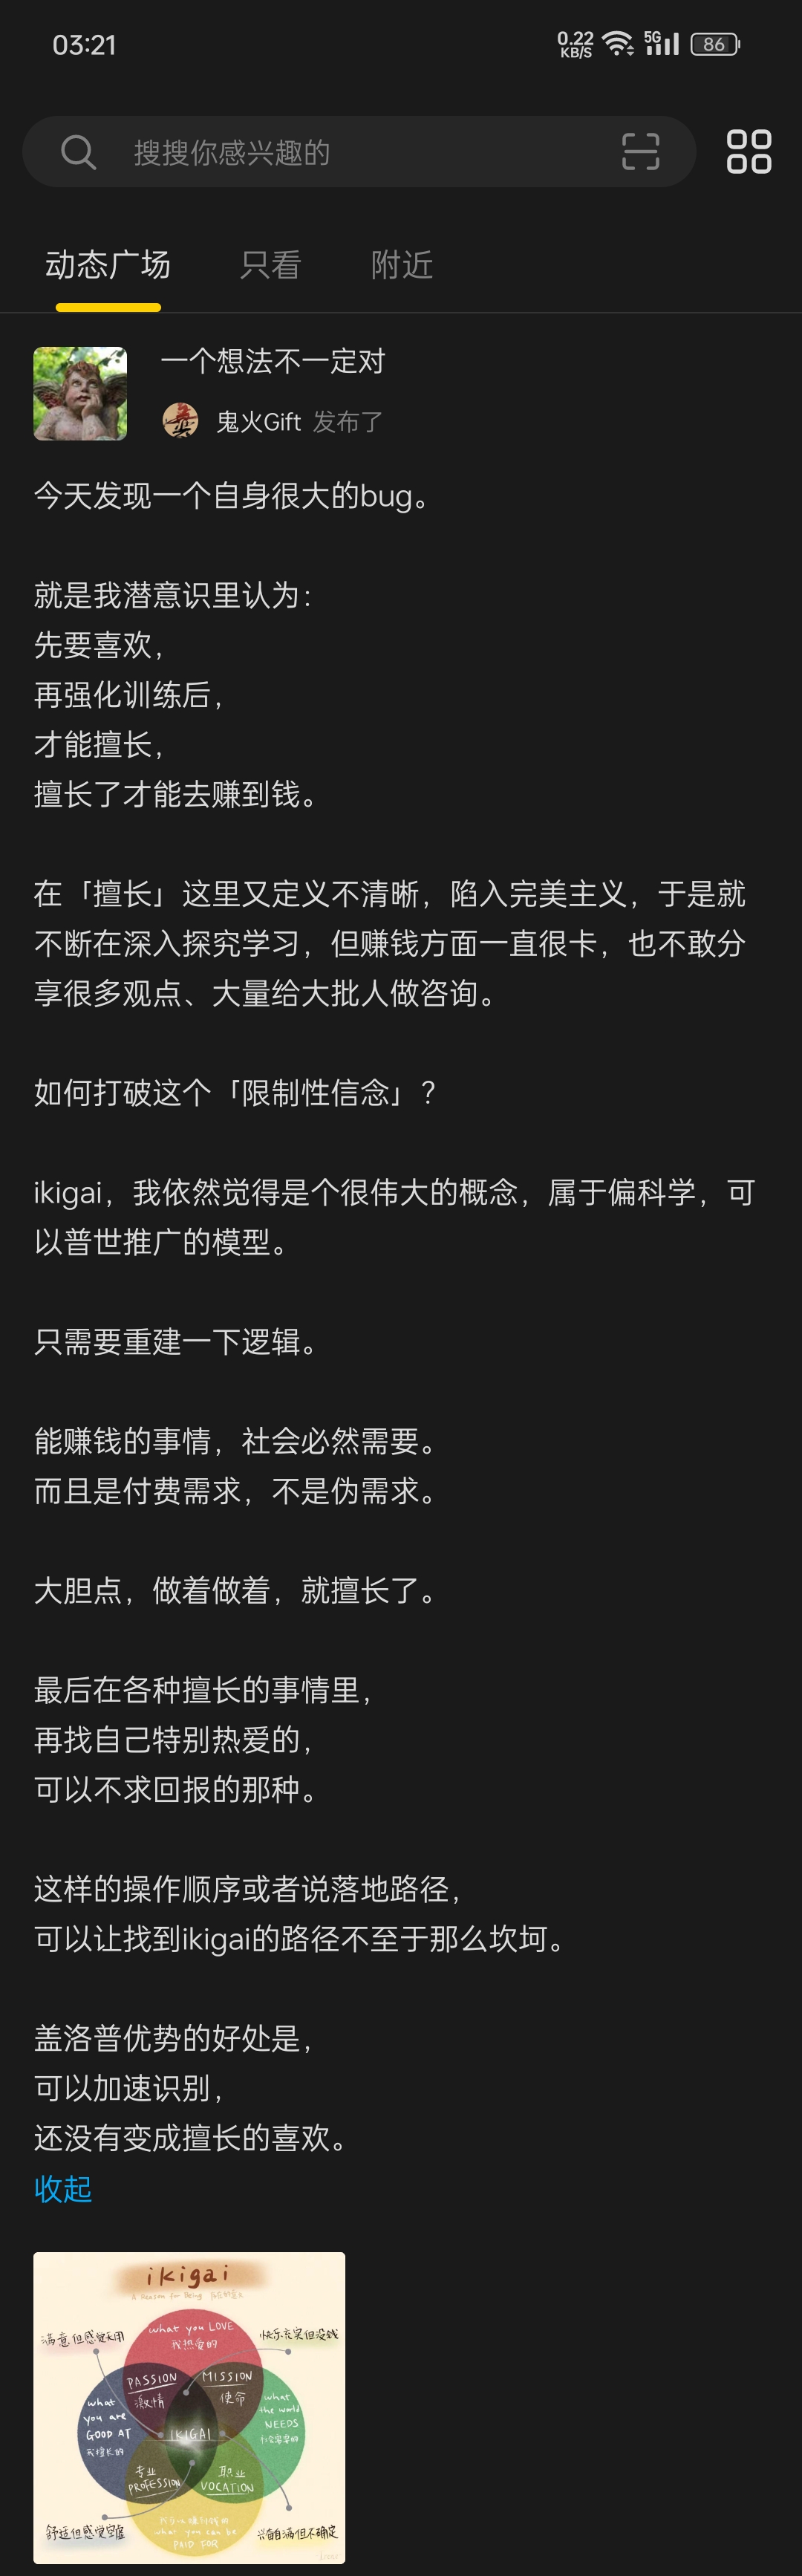 03:21
0.22 KB/S 5G 86
搜搜你感兴趣的
动态广场 只看 附近
一个想法不一定对
鬼火Gift 发布了
今天发现一个自身很大的bug。
就是我潜意识里认为：
先要喜欢，
再强化训练后，
才能擅长，
擅长了才能去赚到钱。
在「擅长」这里又定义不清晰，陷入完美主义，于是就
不断在深入探究学习，但赚钱方面一直很卡，也不敢分
享很多观点、大量给大批人做咨询。
如何打破这个「限制性信念」？
ikigai，我依然觉得是个很伟大的概念，属于偏科学，可
以普世推广的模型。
只需要重建一下逻辑。
能赚钱的事情，社会必然需要。
而且是付费需求，不是伪需求。
大胆点，做着做着，就擅长了。
最后在各种擅长的事情里，
再找自己特别热爱的，
可以不求回报的那种。
这样的操作顺序或者说落地路径，
可以让找到ikigai的路径不至于那么坎坷。
盖洛普优势的好处是，
可以加速识别，
还没有变成擅长的喜欢。
收起
ikigai
A Reason for Being
what you LOVE
我热爱的
满意但感觉无用
快乐充实但没钱
PASSION
激情
MISSION
使命
what
you are
GOOD AT
我擅长的
what
the world
NEEDS
IKIGAI
专业
PROFESSION
职业
VOCATION
what you can be
PAID FOR
舒适但感觉空虚
兴奋自满但不确定